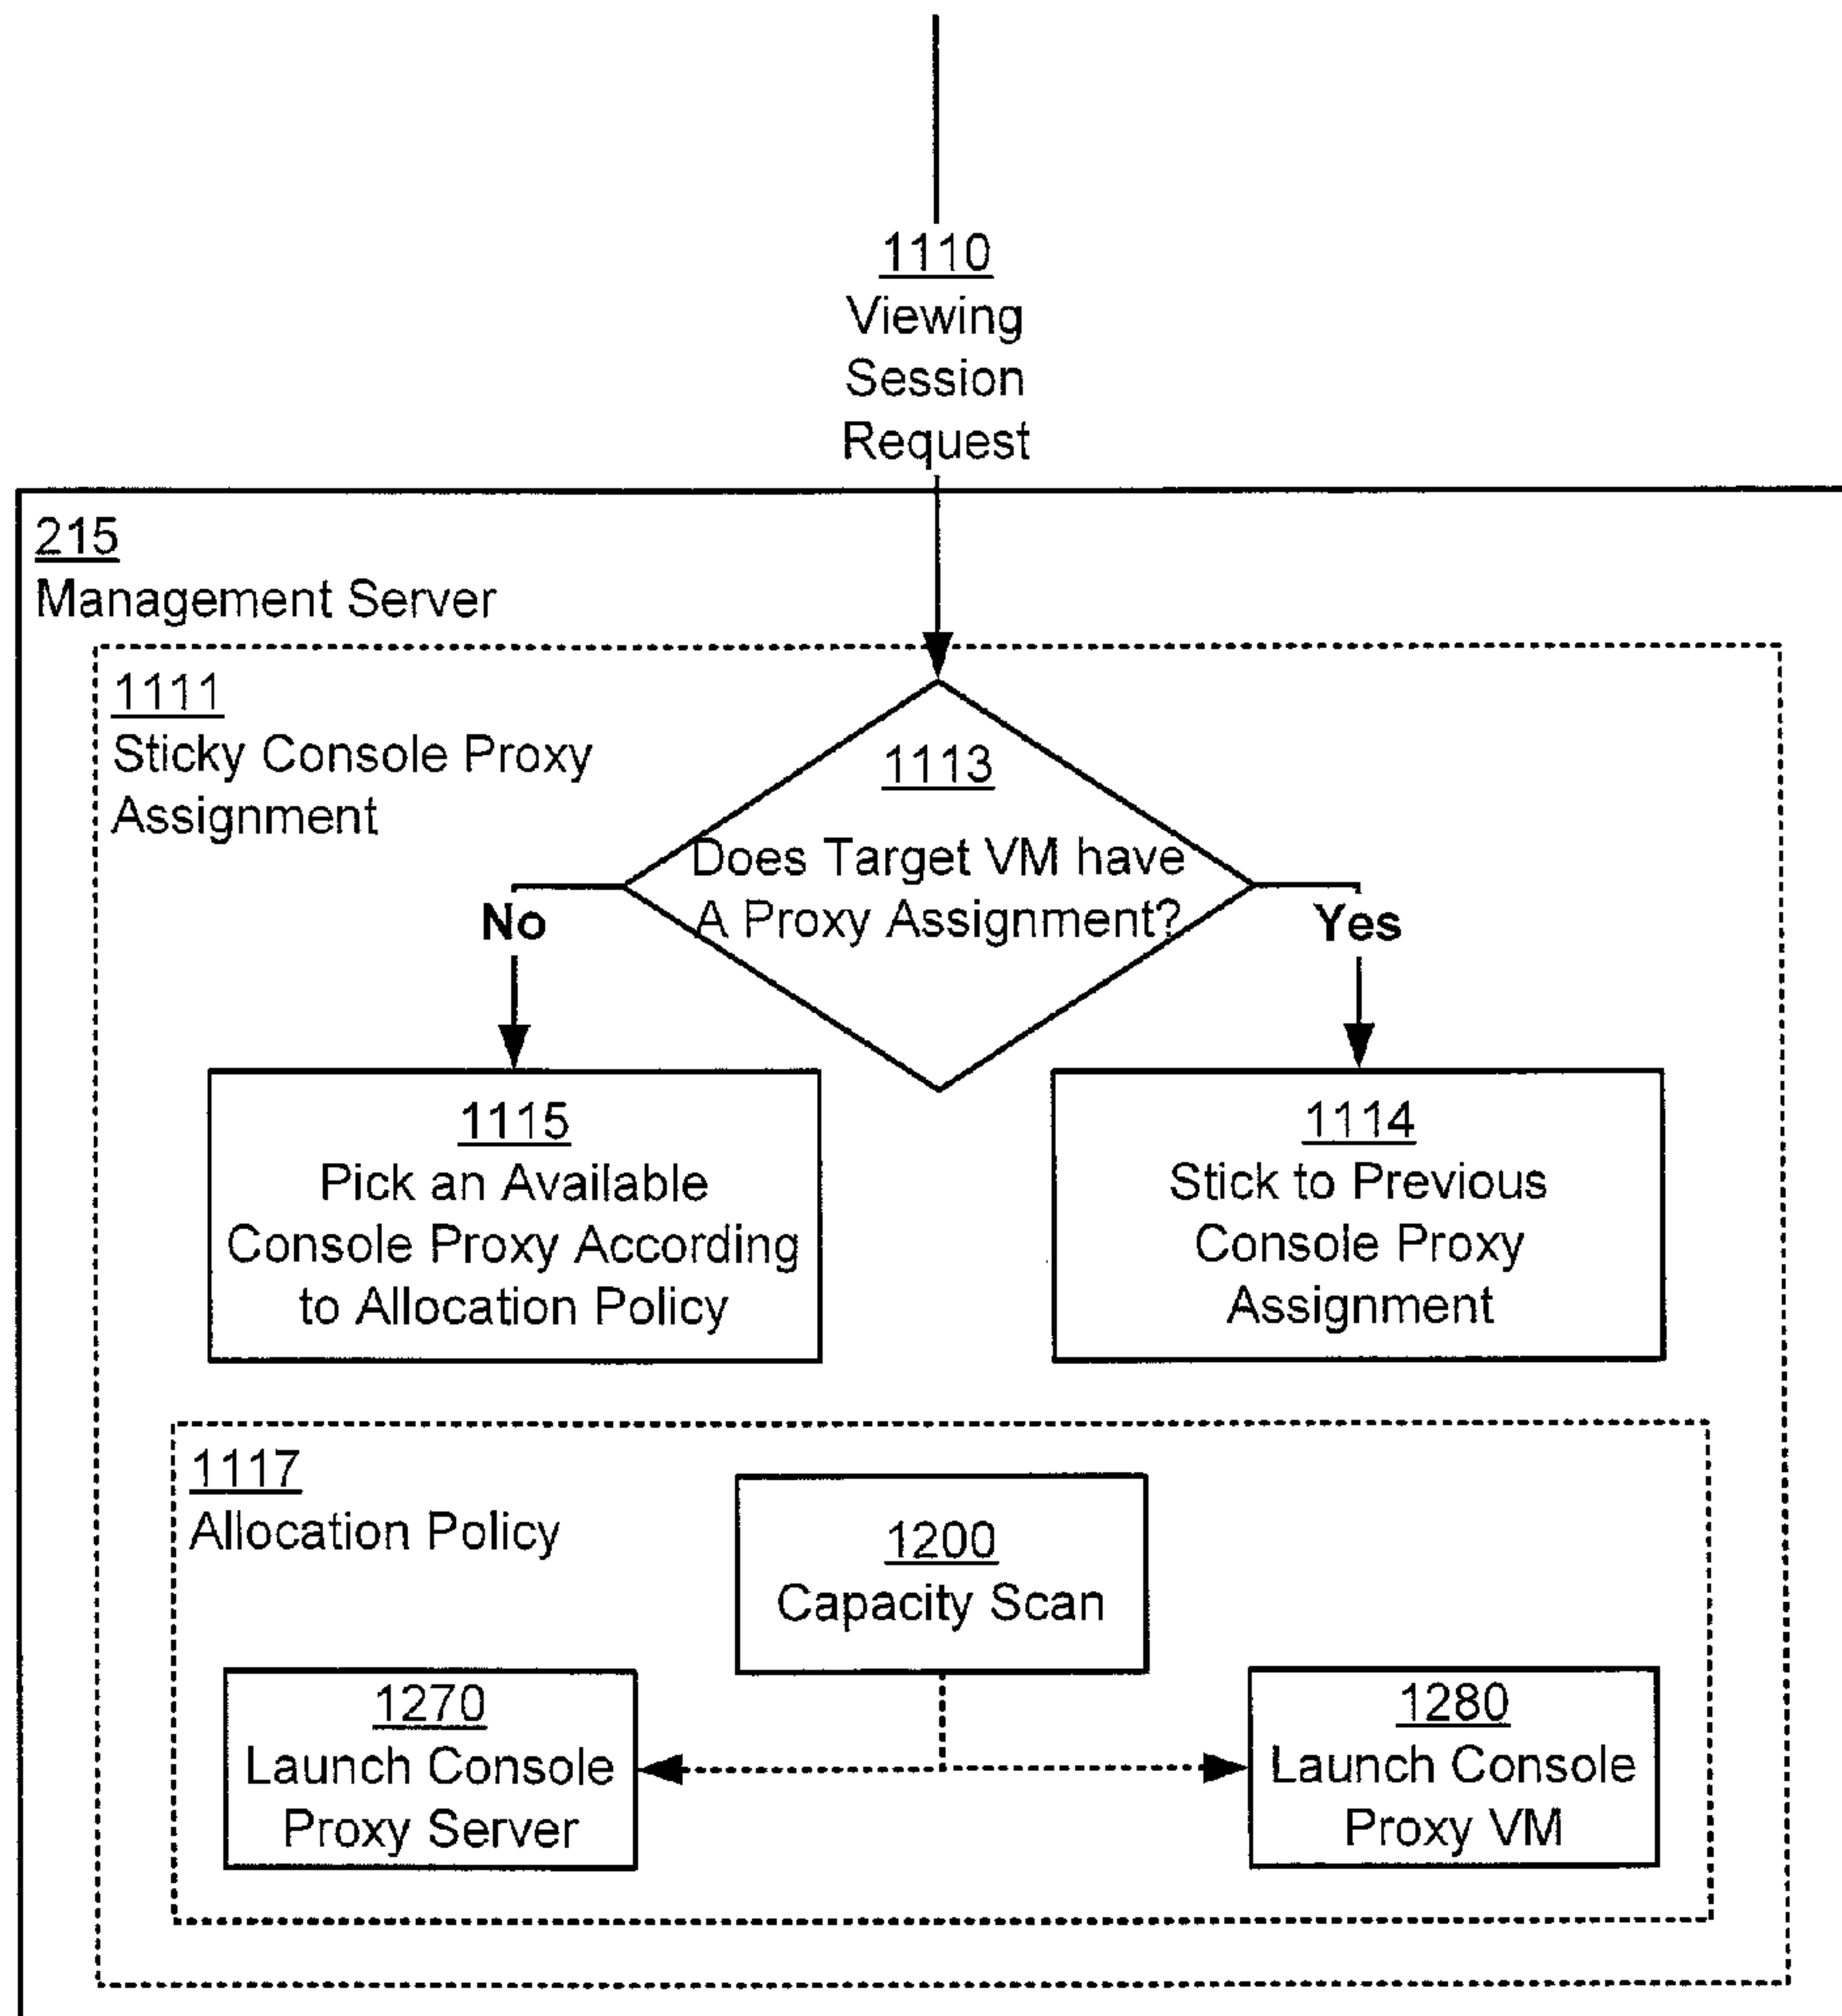 1110
Viewing
Session
Request
215
Management Server
1111
Sticky Console Proxy
Assignment
1113
Does Target VM have
A Proxy Assignment?
No
Yes
1115
Pick an Available
Console Proxy According
to Allocation Policy
1114
Stick to Previous
Console Proxy
Assignment
1117
Allocation Policy
1200
Capacity Scan
1270
Launch Console
Proxy Server
1280
Launch Console
Proxy VM